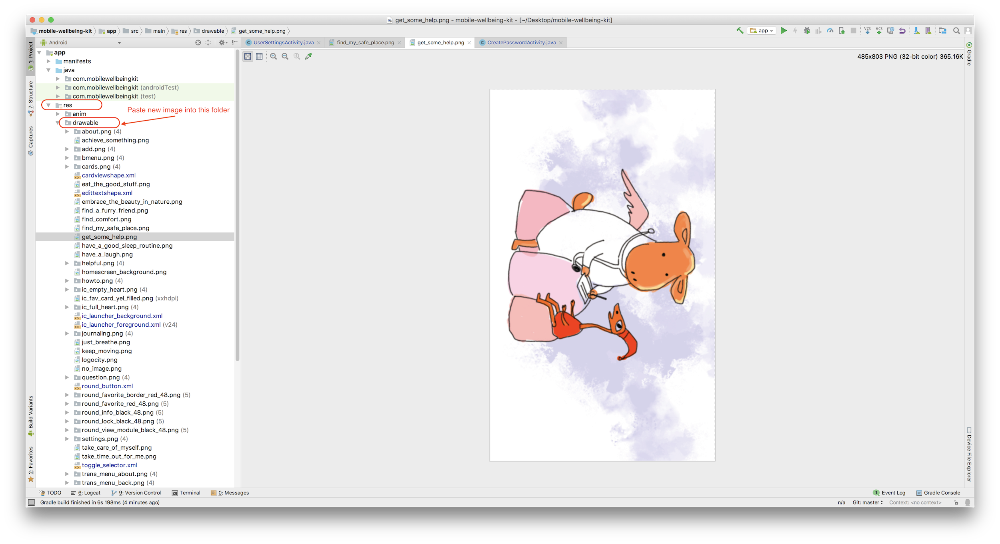 get_some_help.png - mobile-wellbeing-kit - [~/Desktop/mobile-wellbeing-kit]
mobile-wellbeing-kit app src main res drawable get_some_help.png
app
VCS VCS
Android
UserSettingsActivity.java find_my_safe_place.png get_some_help.png CreatePasswordActivity.java
1: Project
Z: Structure
Captures
Build Variants
2: Favorites
app
manifests
java
com.mobilewellbeingkit
com.mobilewellbeingkit (androidTest)
com.mobilewellbeingkit (test)
res
Paste new image into this folder
anim
drawable
about.png (4)
achieve_something.png
add.png (4)
bmenu.png (4)
cards.png (4)
cardviewshape.xml
eat_the_good_stuff.png
edittextshape.xml
embrace_the_beauty_in_nature.png
find_a_furry_friend.png
find_comfort.png
find_my_safe_place.png
get_some_help.png
have_a_good_sleep_routine.png
have_a_laugh.png
helpful.png (4)
homescreen_background.png
howto.png (4)
ic_empty_heart.png (4)
ic_fav_card_yel_filled.png (xxhdpi)
ic_full_heart.png (4)
ic_launcher_background.xml
ic_launcher_foreground.xml (v24)
journaling.png (4)
just_breathe.png
keep_moving.png
logocity.png
no_image.png
question.png (4)
round_button.xml
round_favorite_border_red_48.png (5)
round_favorite_red_48.png (5)
round_info_black_48.png (5)
round_lock_black_48.png (5)
round_view_module_black_48.png (5)
settings.png (4)
take_care_of_myself.png
take_time_out_for_me.png
toggle_selector.xml
trans_menu_about.png (4)
trans_menu_back.png (4)
1:1
485x803 PNG (32-bit color) 365.16K
Gradle
Device File Explorer
TODO 6: Logcat 9: Version Control Terminal 0: Messages
1 Event Log Gradle Console
Gradle build finished in 6s 198ms (4 minutes ago)
n/a Git: master Context: <no context>